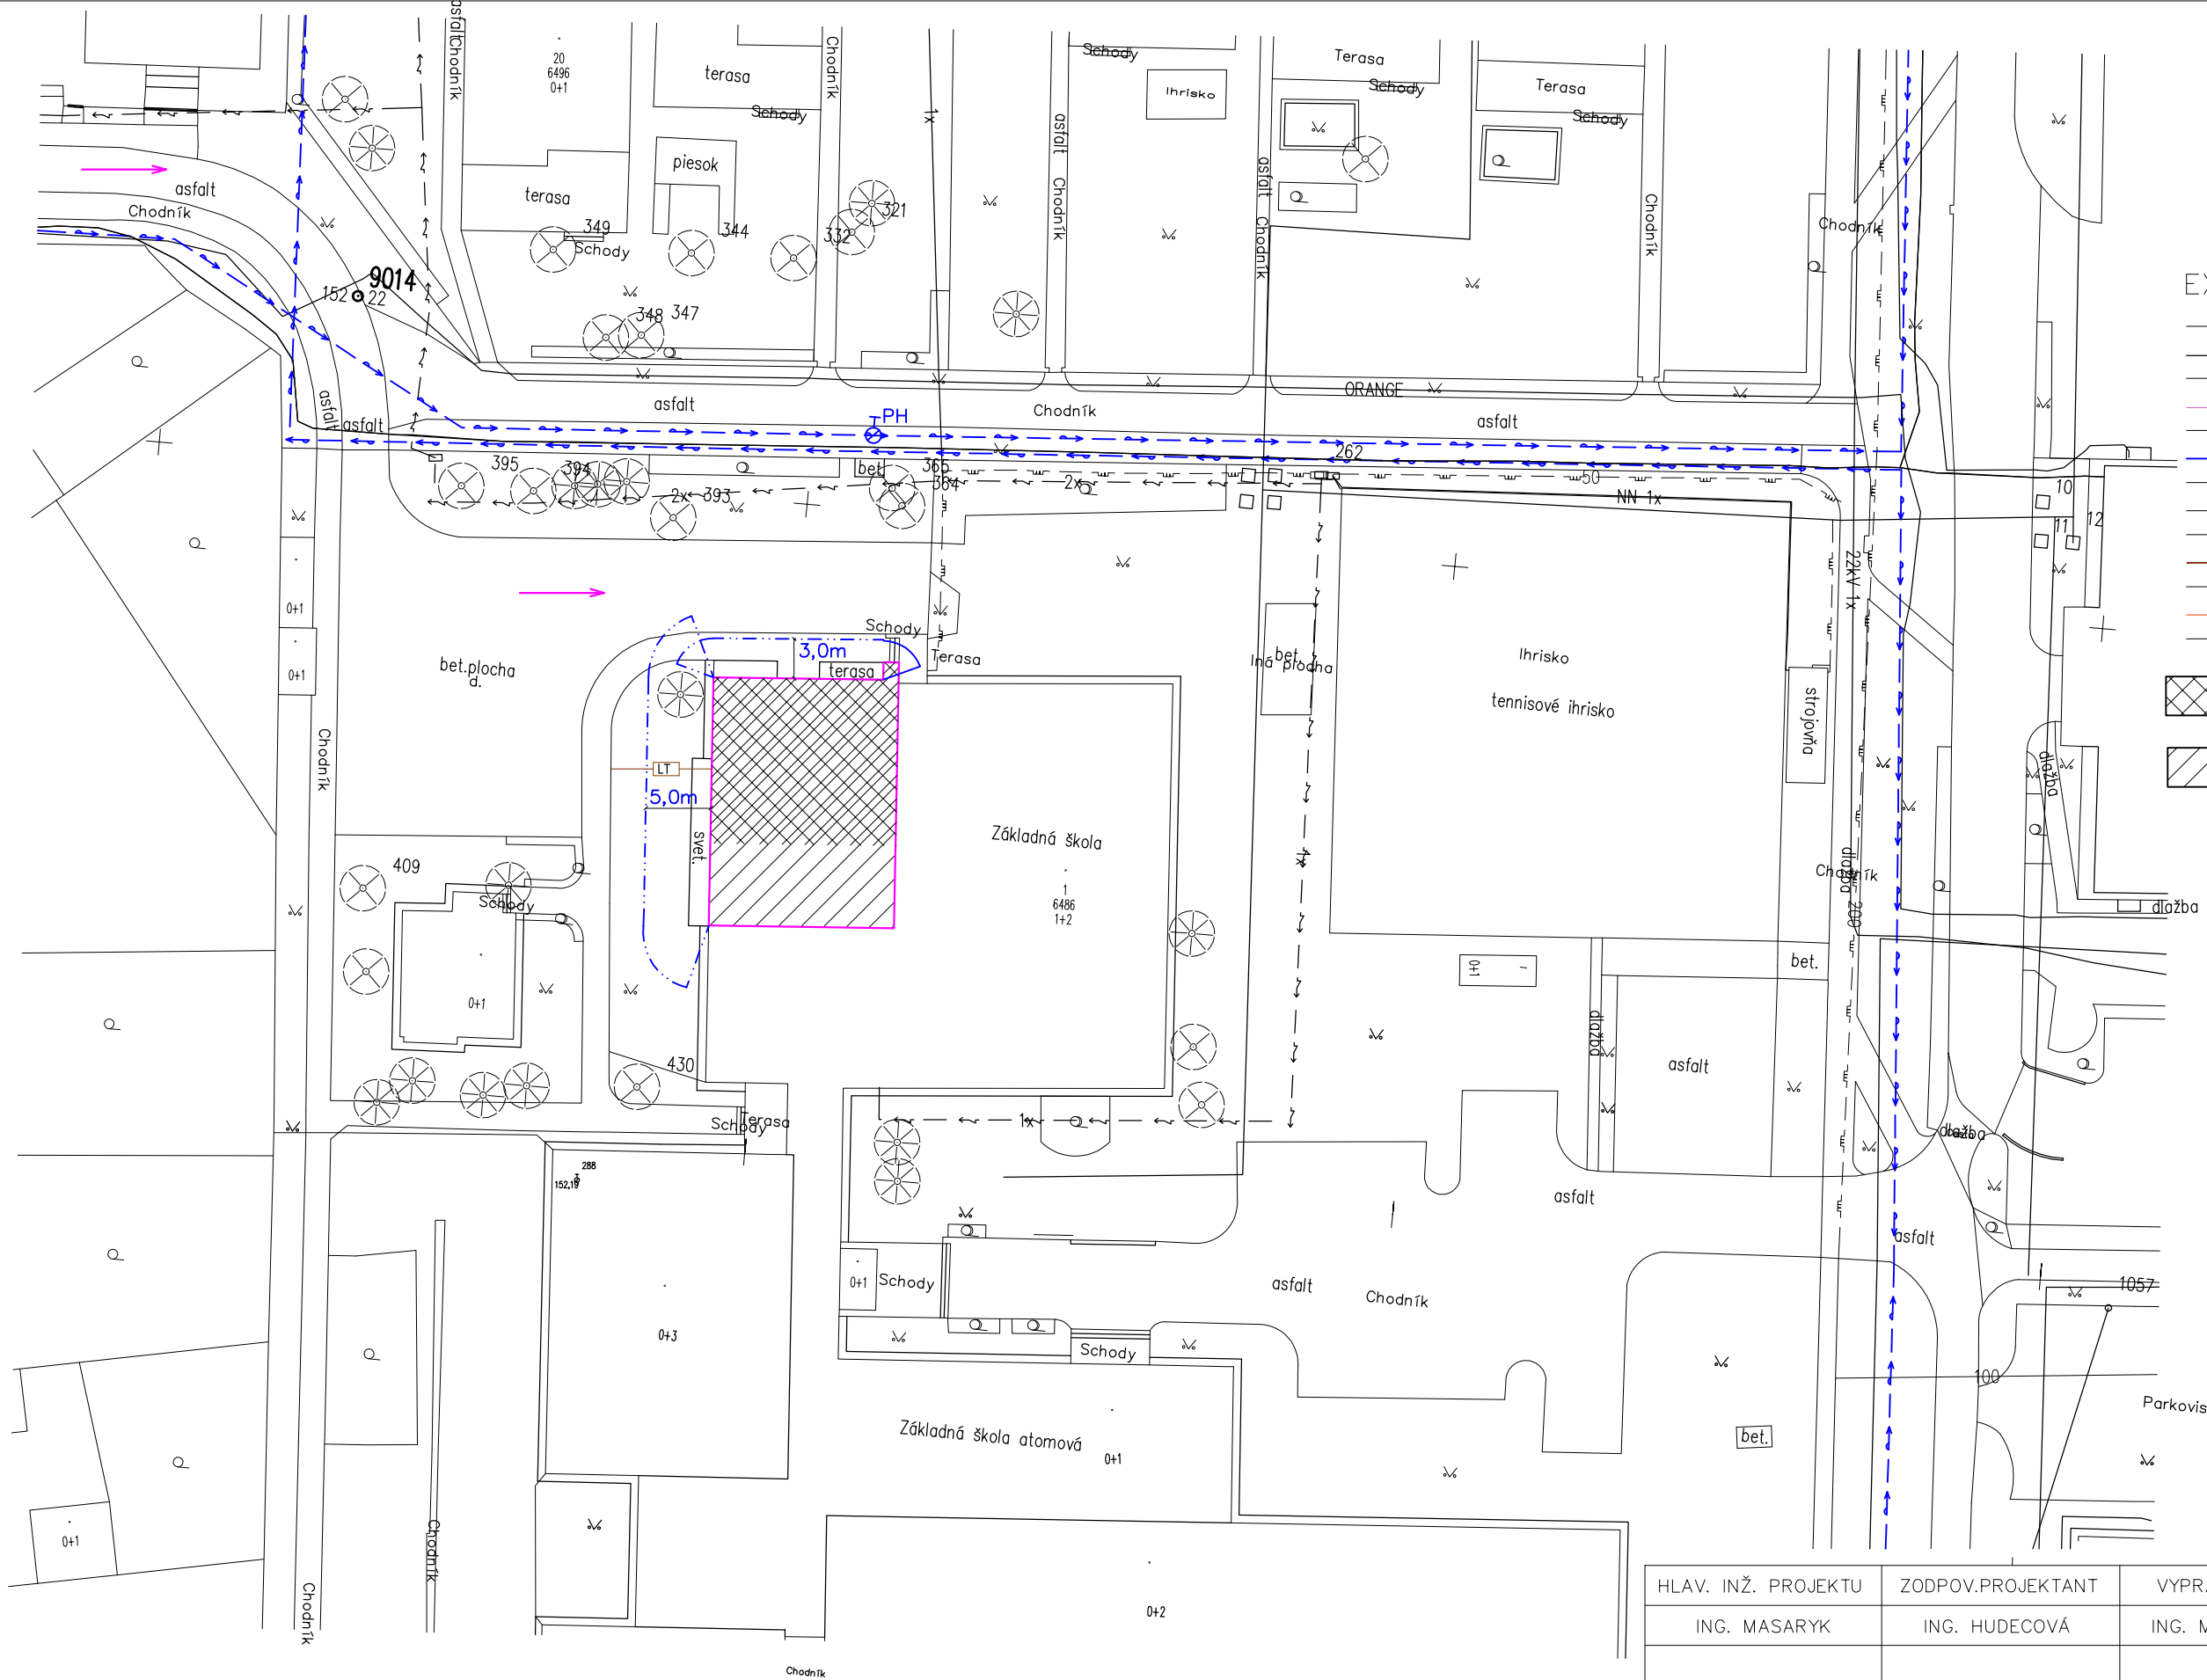 asfalt
Chodník
20
6496
0+1
terasa
Schody
Chodník
1x
Schody
Ihrisko
Terasa
Schody
Terasa
Schody
asfalt
Chodník
asfalt
Chodník
Chodník
Chodník
asfalt
Chodník
piesok
terasa
349
Schody
344
332
321
9014
152
22
348
347
EX
asfalt
asfalt
asfalt
Chodník
ORANGE
asfalt
PH
395
394
bet.
365
364
2x
393
2x
262
50
NN 1x
10
11
12
22kV 1x
0+1
0+1
bet.plocha
d.
Schody
3,0m
terasa
Terasa
bet.
Iná plocha
Ihrisko
tennisové ihrisko
strojovňa
Chodník
LT
5,0m
svet.
Základná škola
1
6486
1+2
4x
dlažba
Chodník
dlažba
200
dlažba
409
Schody
0+1
bet.
dlažba
asfalt
430
Terasa
Schody
1x
dlažba
288
152,19
asfalt
asfalt
0+1
Schody
asfalt
Chodník
1057
0+3
Schody
100
Parkovis
Základná škola atomová
0+1
bet.
0+1
Chodník
Chodník
0+2
Chodník
HLAV. INŽ. PROJEKTU
ZODPOV.PROJEKTANT
VYPRA
ING. MASARYK
ING. HUDECOVÁ
ING. M